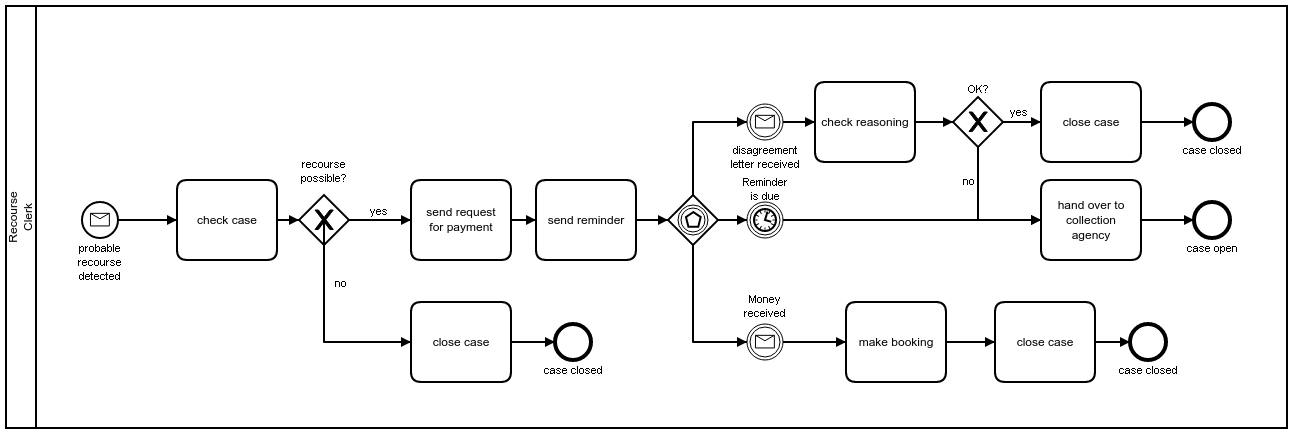 Recourse
Clerk
probable
recourse
detected
check case
recourse
possible?
yes
no
send request
for payment
send reminder
close case
case closed
disagreement
letter received
Reminder
is due
Money
received
check reasoning
OK?
yes
no
close case
case closed
hand over to
collection
agency
case open
make booking
close case
case closed